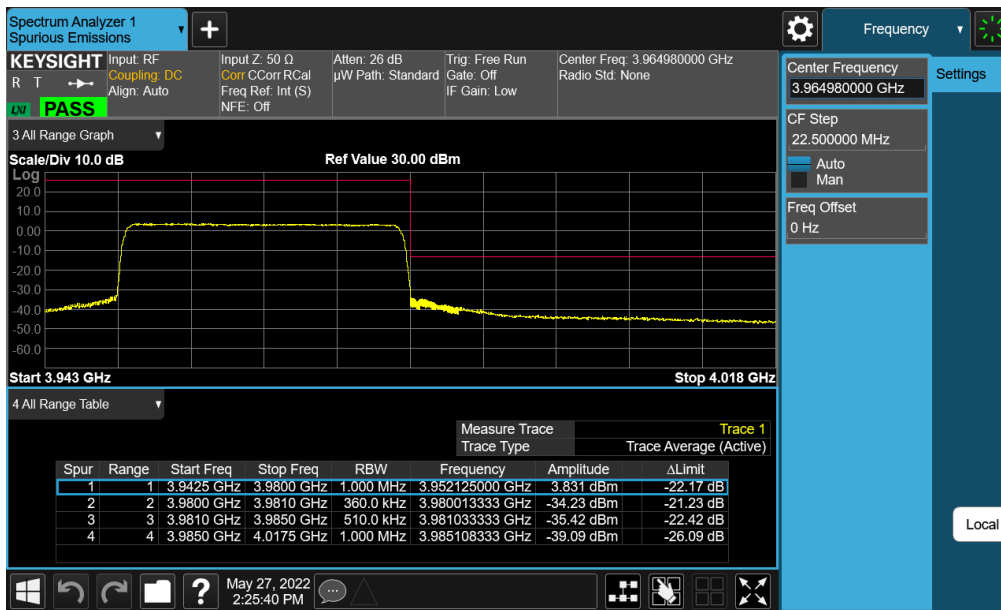 Spectrum Analyzer 1
Spurious Emissions
+
Frequency
KEYSIGHT
R T
LXI PASS
Input: RF
Coupling: DC
Align: Auto
Input Z: 50 Ω
Corr CCorr RCal
Freq Ref: Int (S)
NFE: Off
Atten: 26 dB
µW Path: Standard
Trig: Free Run
Gate: Off
IF Gain: Low
Center Freq: 3.964980000 GHz
Radio Std: None
Center Frequency
3.964980000 GHz
Settings
CF Step
22.500000 MHz
Auto
Man
Freq Offset
0 Hz
Local
3 All Range Graph
Scale/Div 10.0 dB Ref Value 30.00 dBm
Log
20.0
10.0
0.00
-10.0
-20.0
-30.0
-40.0
-50.0
-60.0
Start 3.943 GHz Stop 4.018 GHz
4 All Range Table
Measure Trace Trace 1
Trace Type Trace Average (Active)
Spur Range Start Freq Stop Freq RBW Frequency Amplitude ΔLimit
1 1 3.9425 GHz 3.9800 GHz 1.000 MHz 3.952125000 GHz 3.831 dBm -22.17 dB
2 2 3.9800 GHz 3.9810 GHz 360.0 kHz 3.980013333 GHz -34.23 dBm -21.23 dB
3 3 3.9810 GHz 3.9850 GHz 510.0 kHz 3.981033333 GHz -35.42 dBm -22.42 dB
4 4 3.9850 GHz 4.0175 GHz 1.000 MHz 3.985108333 GHz -39.09 dBm -26.09 dB
?
May 27, 2022
2:25:40 PM